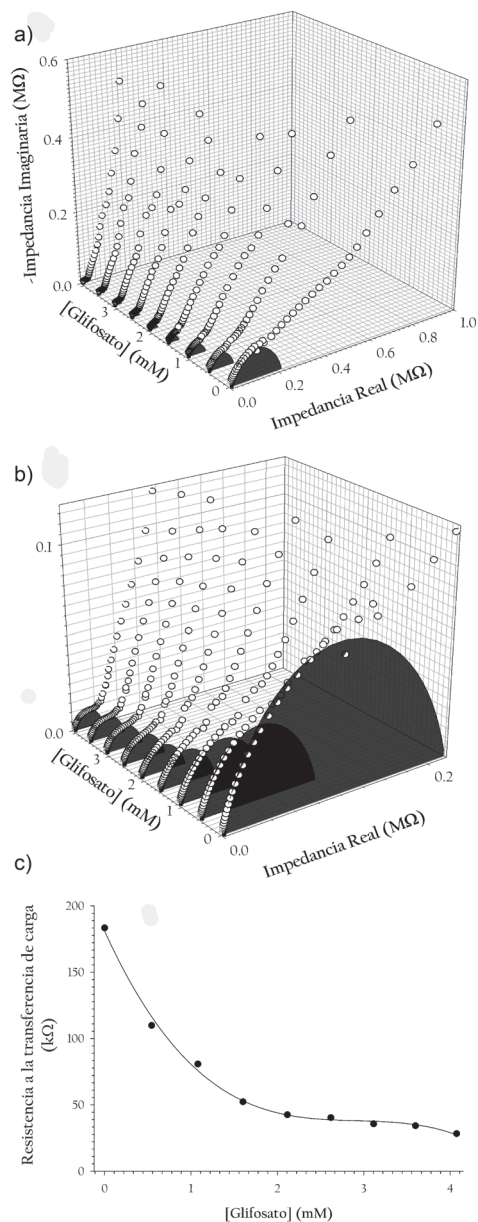 a)
-Impedancia Imaginaria (MΩ)
0.6
0.4
0.2
0.0
[Glifosato] (mM)
3
2
1
0
0.0
0.2
0.4
0.6
0.8
1.0
Impedancia Real (MΩ)
b)
0.1
0.0
[Glifosato] (mM)
3
2
1
0
0.0
0.2
Impedancia Real (MΩ)
c)
Resistencia a la transferencia de carga
(kΩ)
200
150
100
50
0
0 1 2 3 4
[Glifosato] (mM)